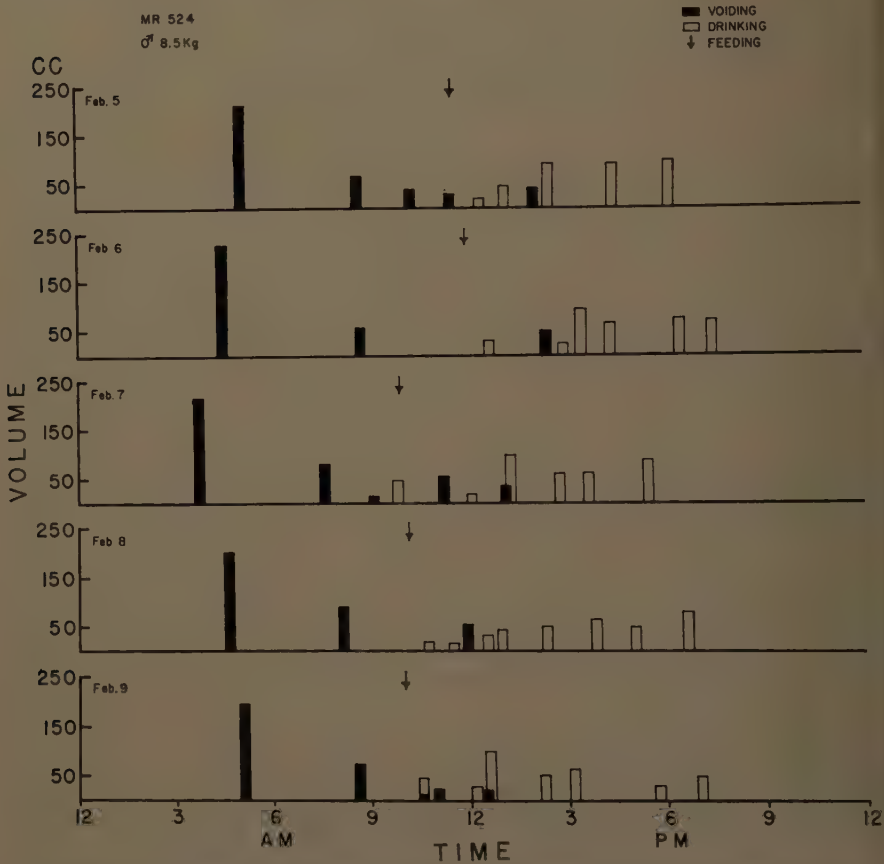 MR 524
♂ 8.5Kg
VOIDING
DRINKING
FEEDING
CC
VOLUME
250
150
50
Feb. 5
250
150
50
Feb 6
250
150
50
Feb. 7
250
150
50
Feb 8
250
150
50
Feb. 9
12 3 6 9 12 3 6 9 12
AM PM
TIME